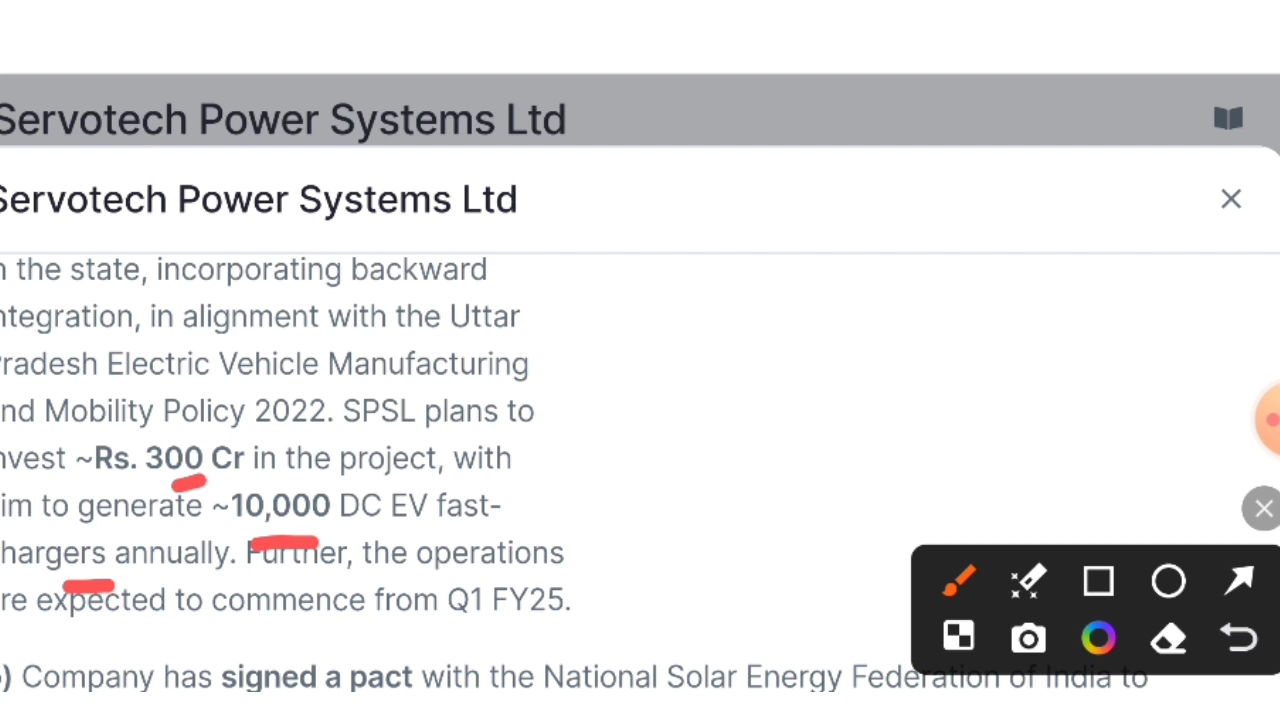 Servotech Power Systems Ltd
Servotech Power Systems Ltd
n the state, incorporating backward
ntegration, in alignment with the Uttar
Pradesh Electric Vehicle Manufacturing
nd Mobility Policy 2022. SPSL plans to
nvest ~Rs. 300 Cr in the project, with
im to generate ~10,000 DC EV fast-
hargers annually. Further, the operations
re expected to commence from Q1 FY25.
) Company has signed a pact with the National Solar Energy Federation of India to